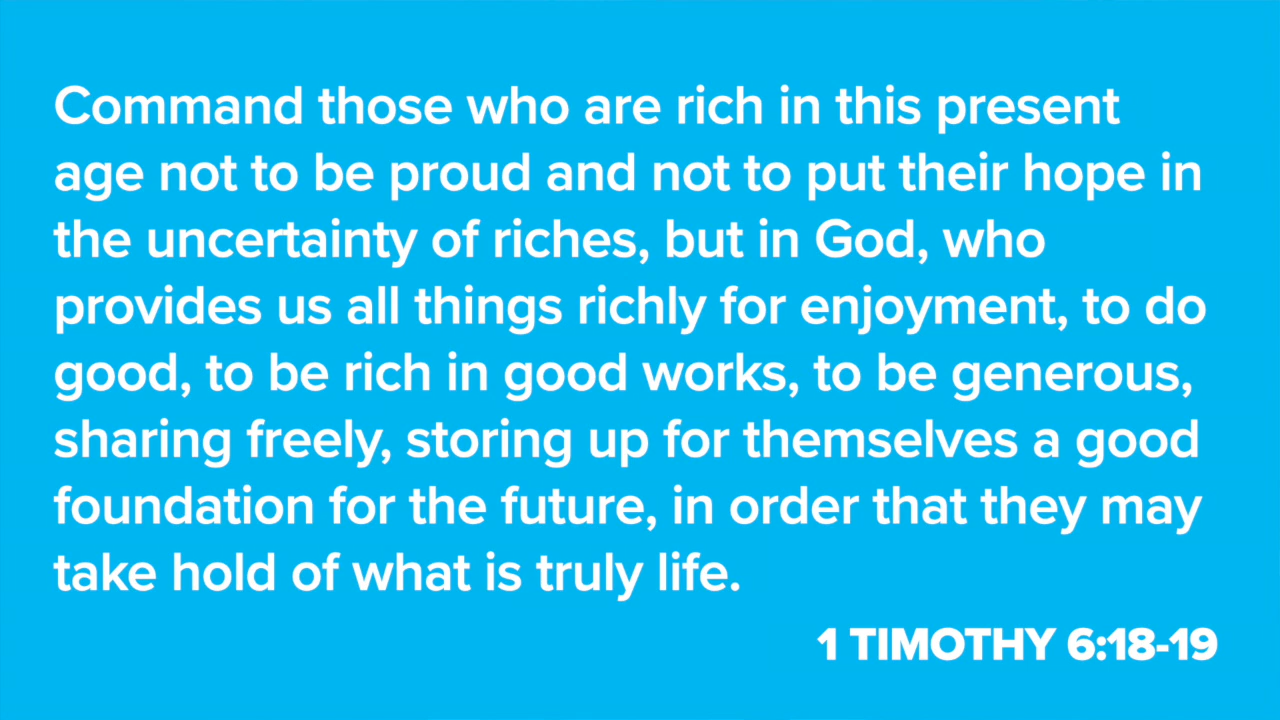 Command those who are rich in this present
age not to be proud and not to put their hope in
the uncertainty of riches, but in God, who
provides us all things richly for enjoyment, to do
good, to be rich in good works, to be generous,
sharing freely, storing up for themselves a good
foundation for the future, in order that they may
take hold of what is truly life.
1 TIMOTHY 6:18-19